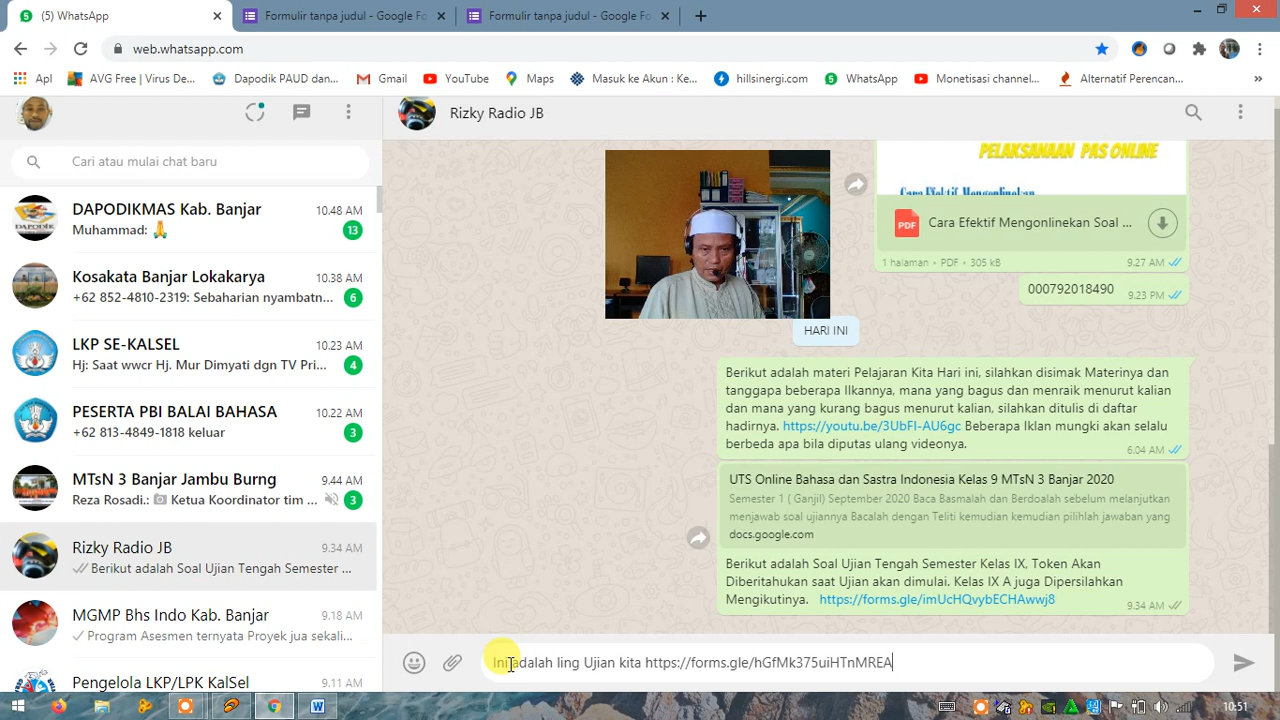 (5) WhatsApp
Formulir tanpa judul - Google Fo
Formulir tanpa judul - Google Fo
web.whatsapp.com
Apl
AVG Free | Virus De...
Dapodik PAUD dan...
Gmail
YouTube
Maps
Masuk ke Akun : Ke...
hillsinergi.com
WhatsApp
Monetisasi channel...
Alternatif Perencan...
Rizky Radio JB
Cari atau mulai chat baru
DAPODIKMAS Kab. Banjar 10.48 AM
Muhammad: 🙏 13
Kosakata Banjar Lokakarya 10.38 AM
+62 852-4810-2319: Sebaharian nyambatn... 6
LKP SE-KALSEL 10.23 AM
Hj: Saat wwcr Hj. Mur Dimyati dgn TV Pri... 4
PESERTA PBI BALAI BAHASA 10.22 AM
+62 813-4849-1818 keluar 3
MTsN 3 Banjar Jambu Burng 9.44 AM
Reza Rosadi.: Ketua Koordinator tim ... 3
Rizky Radio JB 9.34 AM
Berikut adalah Soal Ujian Tengah Semester ...
MGMP Bhs Indo Kab. Banjar 9.18 AM
Program Asesmen ternyata Proyek jua sekali...
Pengelola LKP/LPK KalSel 9.11 AM
PELAKSANAAN PAS ONLINE
Cara Efektif Mengonlinekan
PDF
Cara Efektif Mengonlinekan Soal ...
1 halaman • PDF • 305 kB 9.27 AM
000792018490 9.23 PM
HARI INI
Berikut adalah materi Pelajaran Kita Hari ini, silahkan disimak Materinya dan
tanggapa beberapa Ilkannya, mana yang bagus dan menraik menurut kalian
dan mana yang kurang bagus menurut kalian, silahkan ditulis di daftar
hadirnya. https://youtu.be/3UbFI-AU6gc Beberapa Iklan mungki akan selalu
berbeda apa bila diputas ulang videonya. 6.04 AM
UTS Online Bahasa dan Sastra Indonesia Kelas 9 MTsN 3 Banjar 2020
Semester 1 ( Ganjil) September 2020 Baca Basmalah dan Berdoalah sebelum melanjutkan
menjawab soal ujiannya Bacalah dengan Teliti kemudian kemudian pilihlah jawaban yang
docs.google.com
Berikut adalah Soal Ujian Tengah Semester Kelas IX, Token Akan
Diberitahukan saat Ujian akan dimulai. Kelas IX A juga Dipersilahkan
Mengikutinya. https://forms.gle/imUcHQvybECHAwwj8 9.34 AM
Ini adalah ling Ujian kita https://forms.gle/hGfMk375uiHTnMREA
10:51